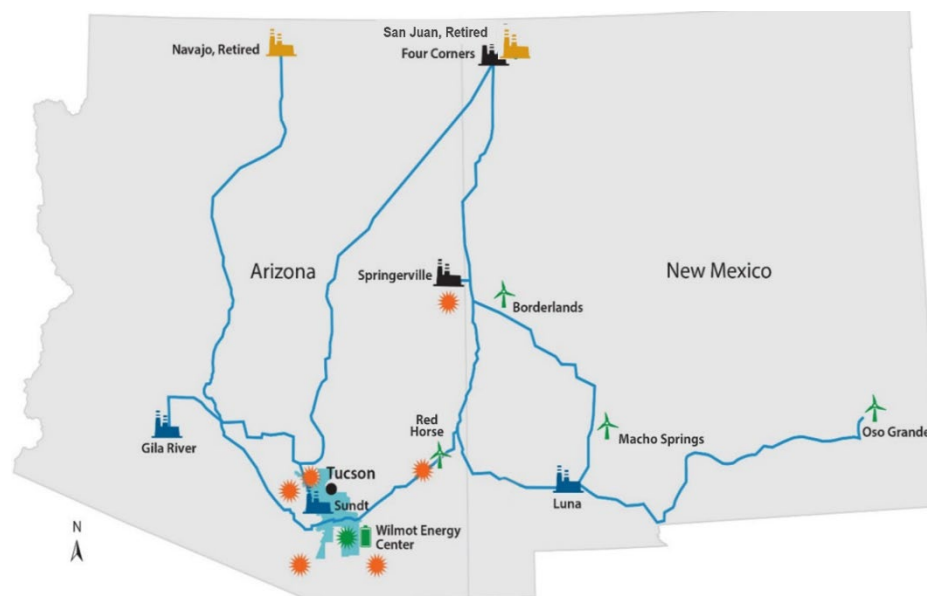 San Juan, Retired
Navajo, Retired
Four Corners
Arizona
Springerville
New Mexico
Borderlands
Red
Horse
Gila River
Macho Springs
Oso Grande
Tucson
Sundt
Luna
Wilmot Energy
Center
N